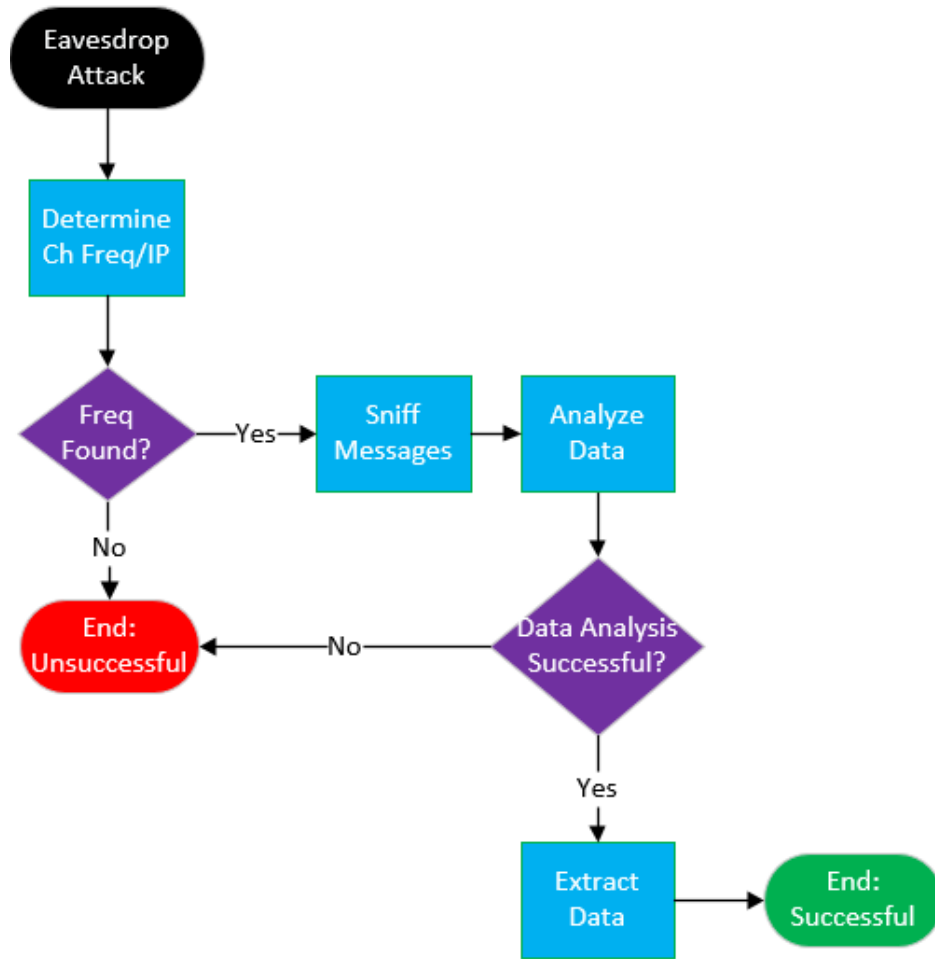 Eavesdrop
Attack
Determine
Ch Freq/IP
Freq
Found?
Yes
Sniff
Messages
Analyze
Data
No
End:
Unsuccessful
No
Data Analysis
Successful?
Yes
Extract
Data
End:
Successful